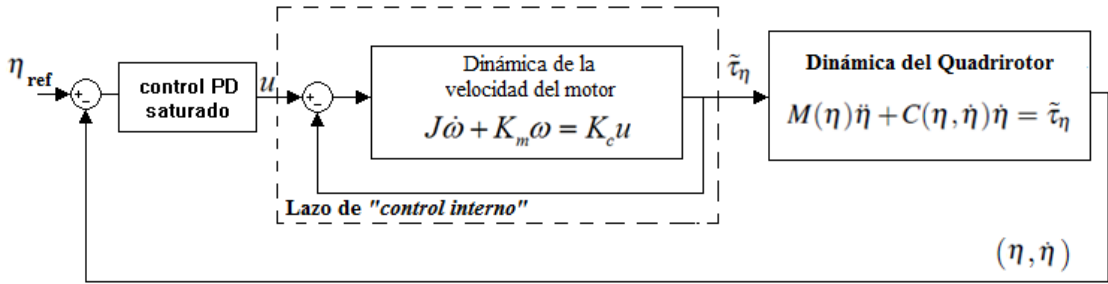 η ref
+
−
control PD
saturado
u
+
−
Dinámica de la
velocidad del motor
Jω̇ + K_m ω = K_c u
τ̃_η
Dinámica del Quadrirotor
M(η)η̈ + C(η, η̇)η̇ = τ̃_η
Lazo de "control interno"
(η, η̇)